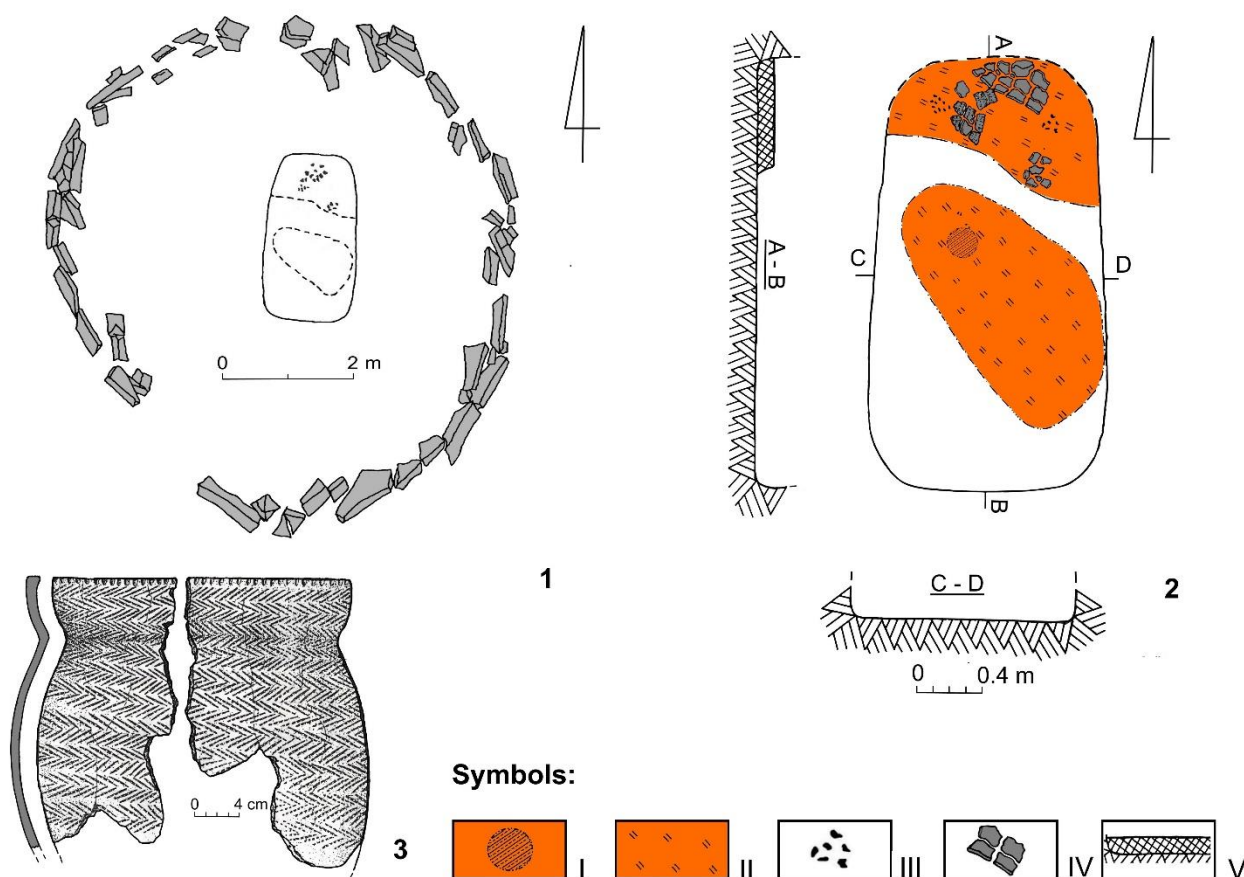 0 2 m
1
A
A - B
C D
B
C - D
0 0.4 m
2
0 4 cm
3
Symbols:
I II III IV V